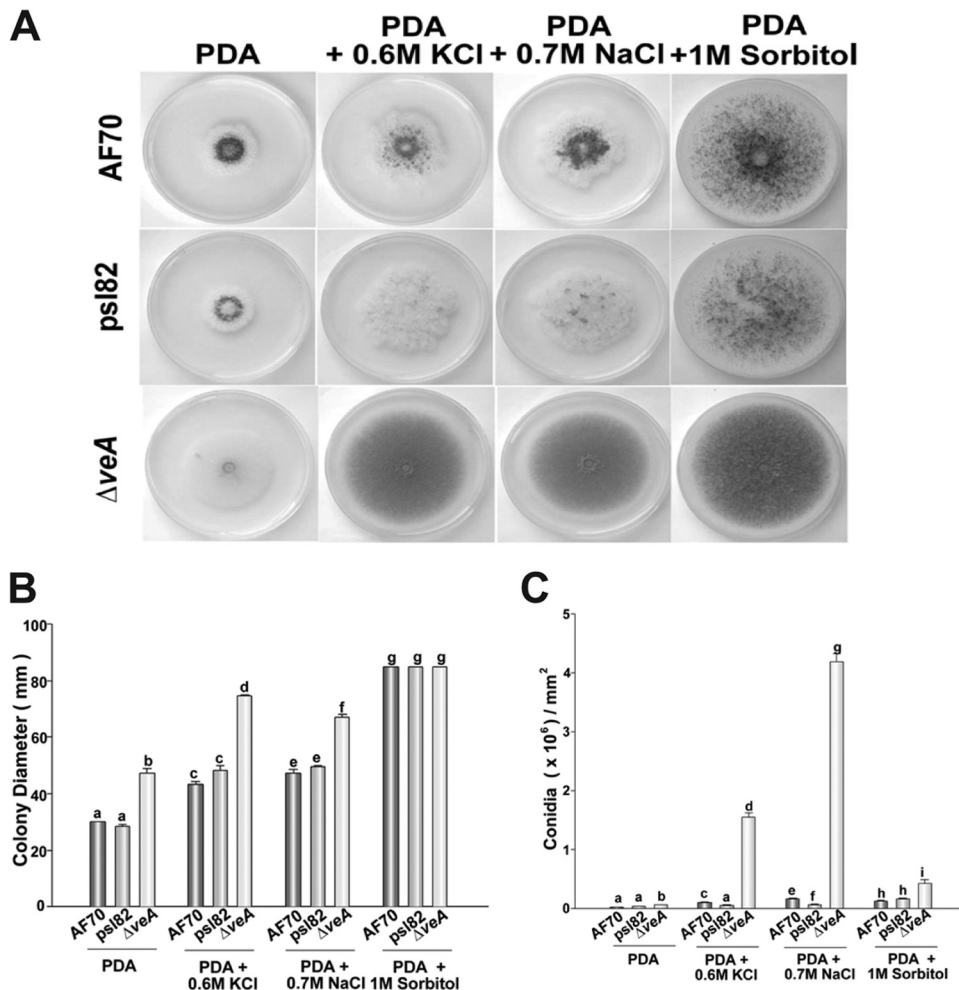 A
PDA
PDA
+ 0.6M KCl
PDA
+ 0.7M NaCl
PDA
+1M Sorbitol
AF70
psl82
ΔveA
B
Colony Diameter ( mm )
100
80
60
40
20
0
a
a
b
c
c
d
e
e
f
g
g
g
AF70
psl82
ΔveA
AF70
psl82
ΔveA
AF70
psl82
ΔveA
AF70
psl82
ΔveA
PDA
PDA +
0.6M KCl
PDA +
0.7M NaCl
PDA +
1M Sorbitol
C
Conidia ( x 10⁶) / mm²
5
4
3
2
1
0
a
a
b
c
a
d
e
f
g
h
h
i
AF70
psl82
ΔveA
AF70
psl82
ΔveA
AF70
psl82
ΔveA
AF70
psl82
ΔveA
PDA
PDA +
0.6M KCl
PDA +
0.7M NaCl
PDA +
1M Sorbitol